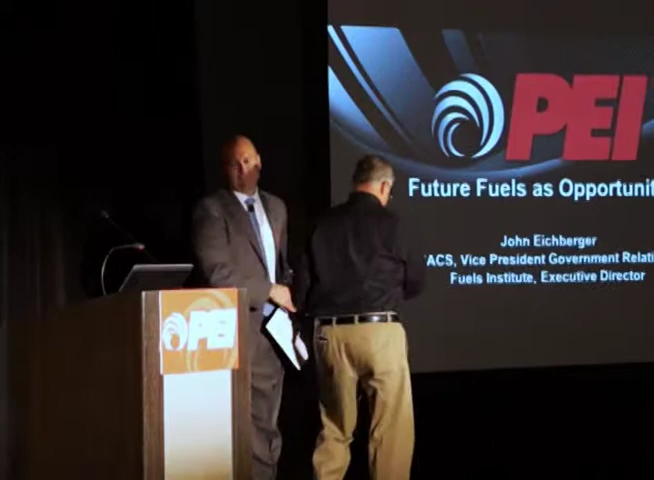 PEI
Future Fuels as Opportunit
John Eichberger
ACS, Vice President Government Relati
Fuels Institute, Executive Director
PEI